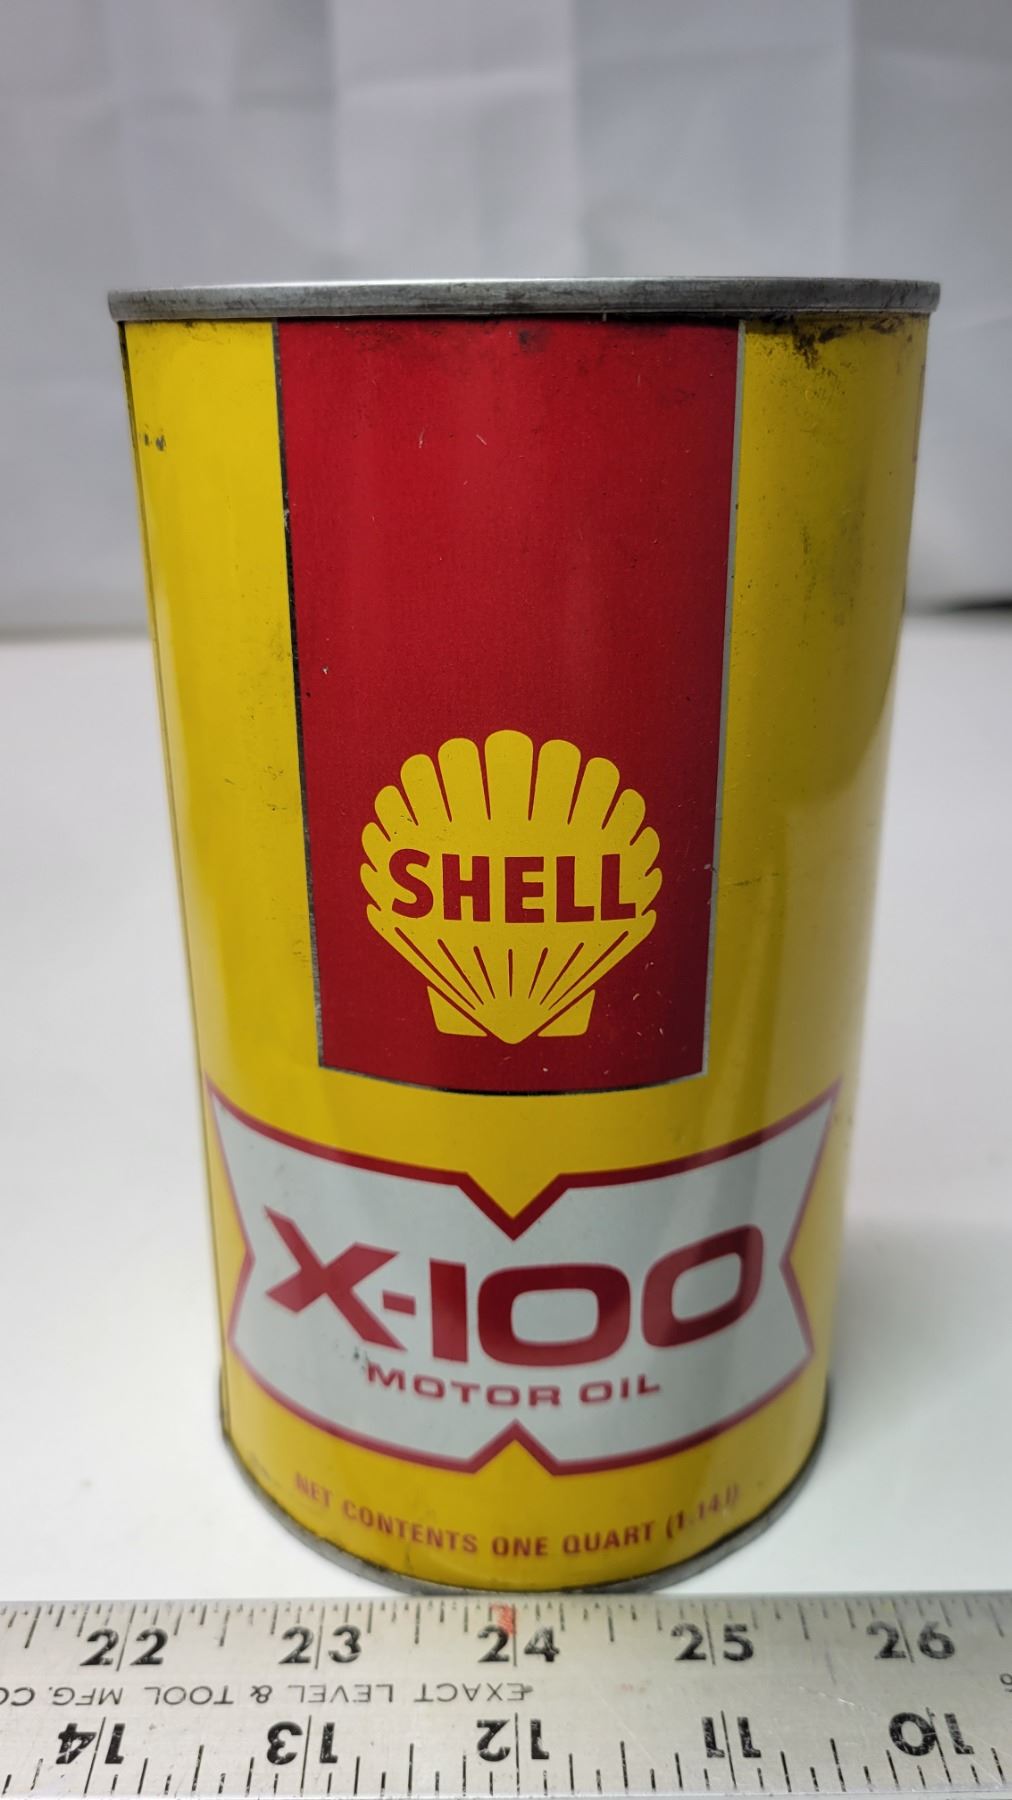 SHELL
X-100
MOTOR OIL
NET CONTENTS ONE QUART (1.14 l)
22 23 24 25 26
EXACT LEVEL & TOOL MFG. CO
14 13 12 11 10